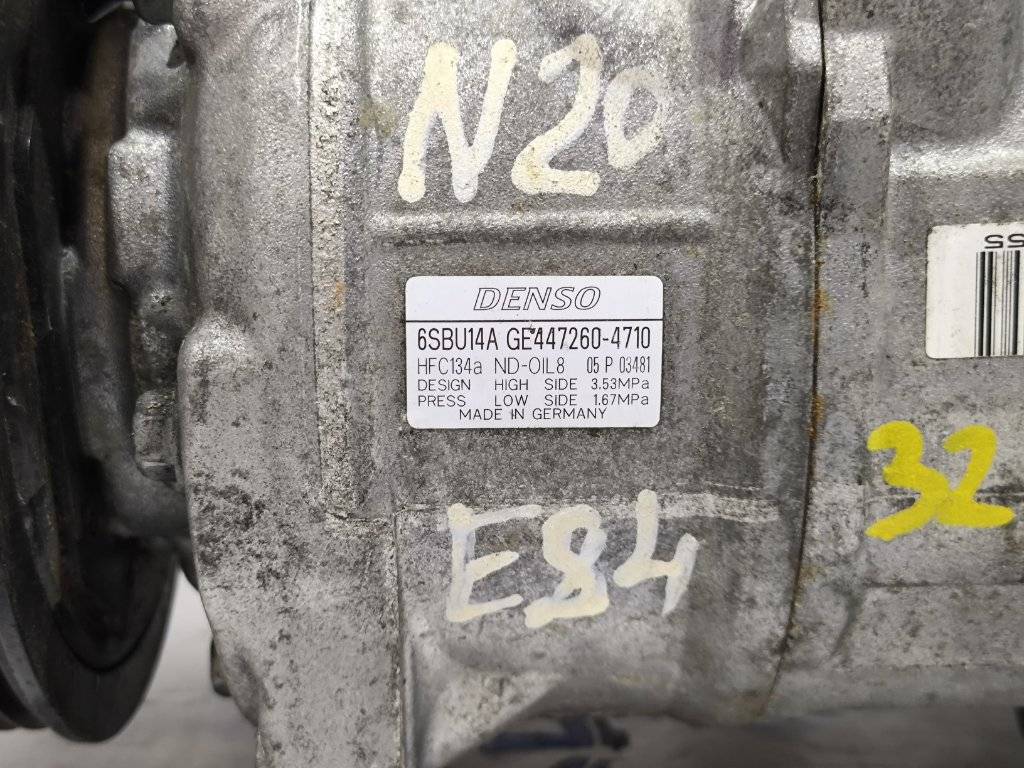 N20
DENSO
6SBU14A GE447260-4710
HFC134a ND-OIL8 05 P 03481
DESIGN HIGH SIDE 3.53MPa
PRESS LOW SIDE 1.67MPa
MADE IN GERMANY
32
E84